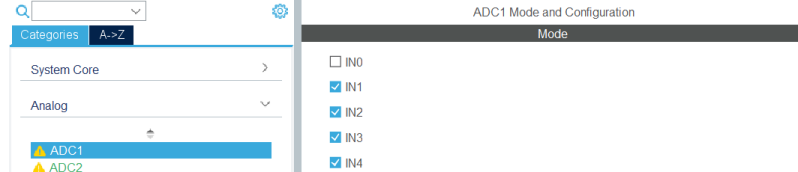 Categories
A->Z
System Core
Analog
ADC1
ADC2
ADC1 Mode and Configuration
Mode
IN0
IN1
IN2
IN3
IN4